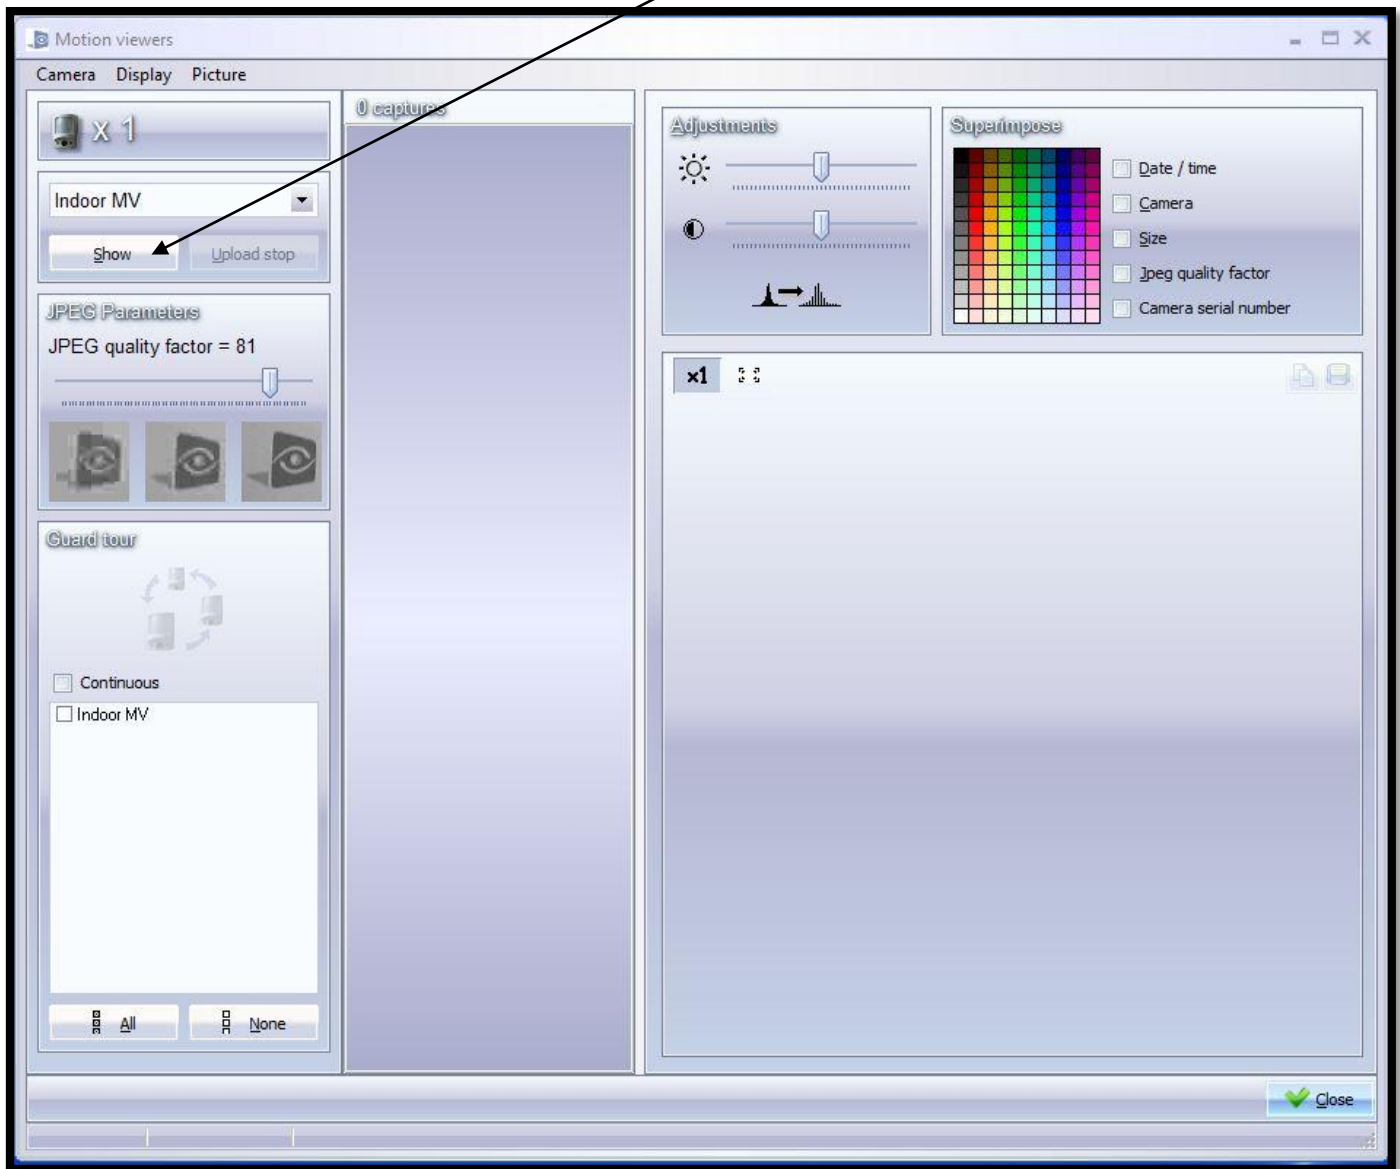 Motion viewers
Camera Display Picture
x 1
Indoor MV
Show Upload stop
JPEG Parameters
JPEG quality factor = 81
Guard tour
Continuous
Indoor MV
All None
0 captures
Adjustments
Superimpose
Date / time
Camera
Size
Jpeg quality factor
Camera serial number
x1
Close